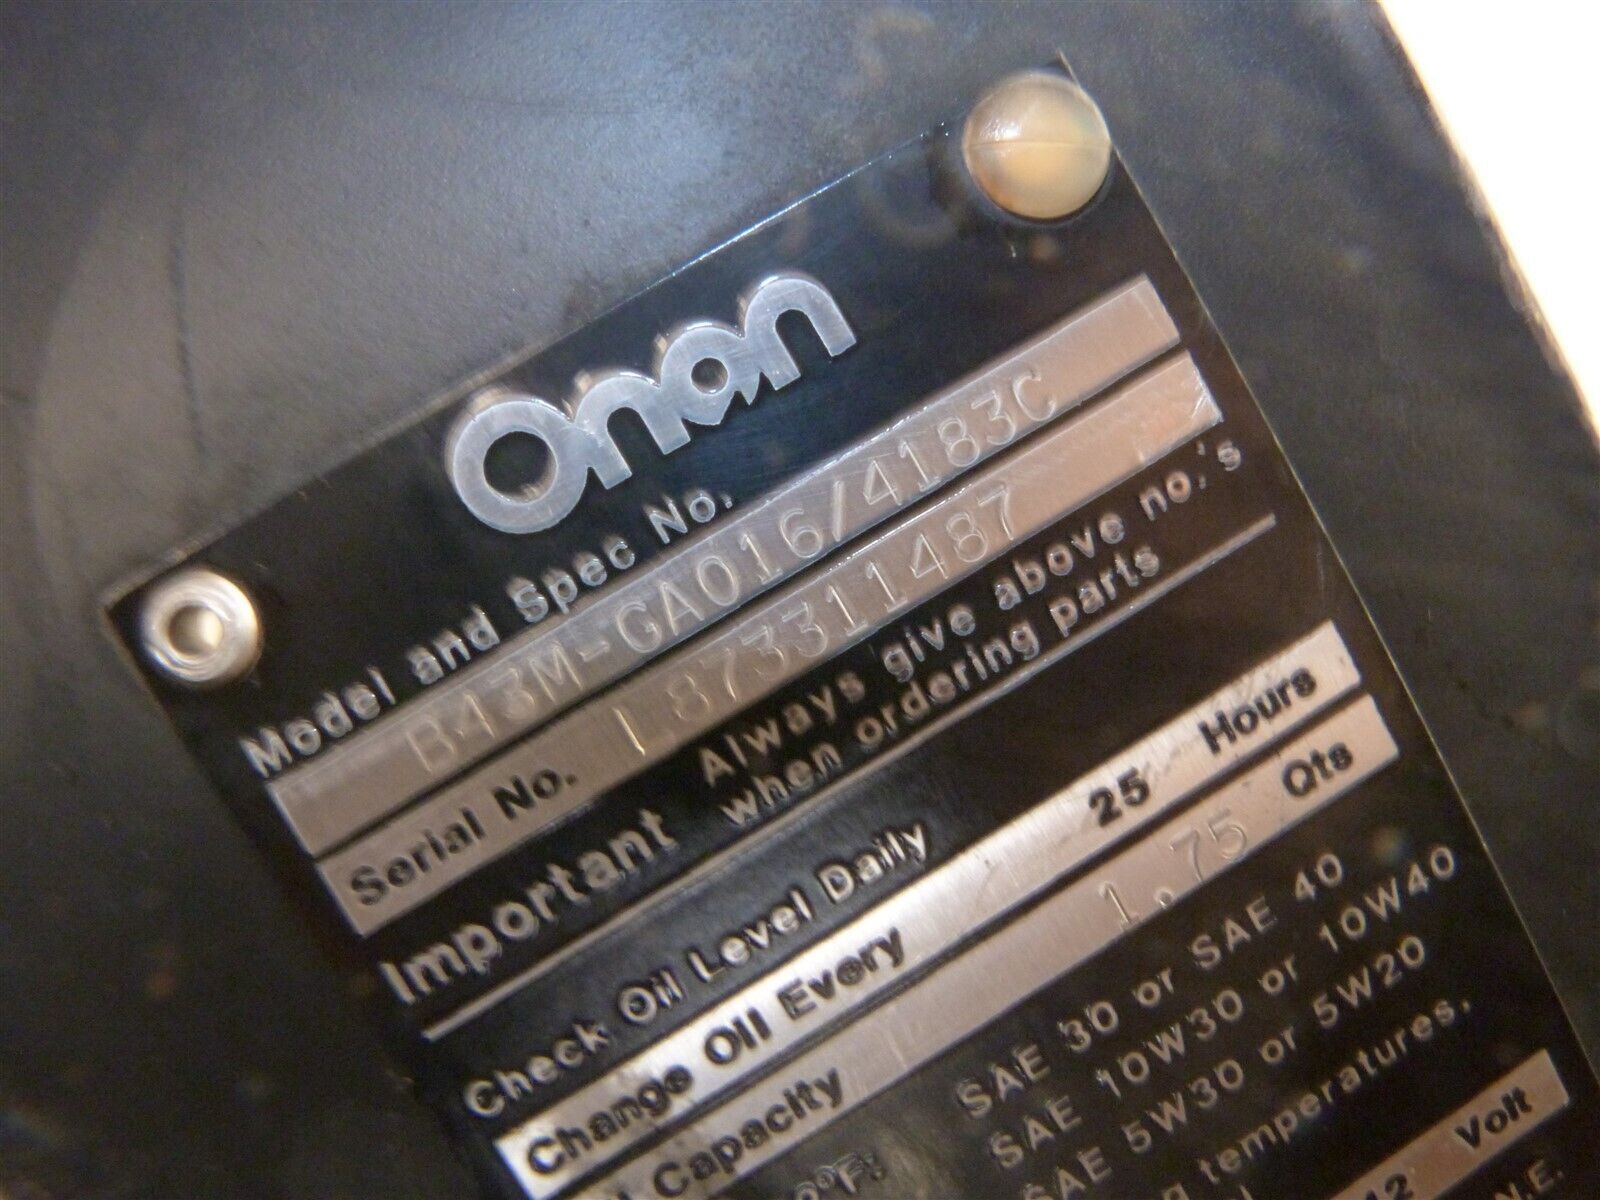 Onan
Model and Spec No.
B43M-GA016/4183C
Serial No. L873311487
Important Always give above no.'s
when ordering parts
Check Oil Level Daily
Change Oil Every 25 Hours
Capacity 1.75 Qts
°F: SAE 30 or SAE 40
SAE 10W30 or 10W40
SAE 5W30 or 5W20
temperatures.
12 Volt